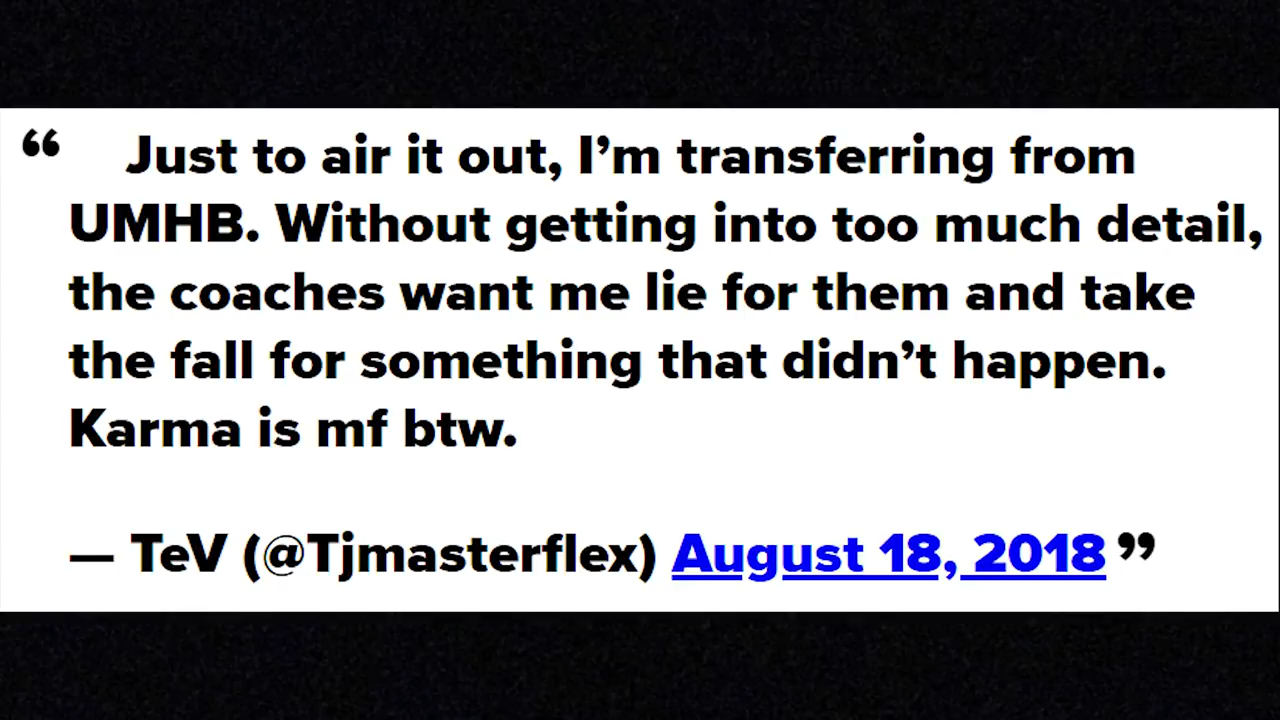 “ Just to air it out, I’m transferring from
UMHB. Without getting into too much detail,
the coaches want me lie for them and take
the fall for something that didn’t happen.
Karma is mf btw.
— TeV (@Tjmasterflex) August 18, 2018 ”